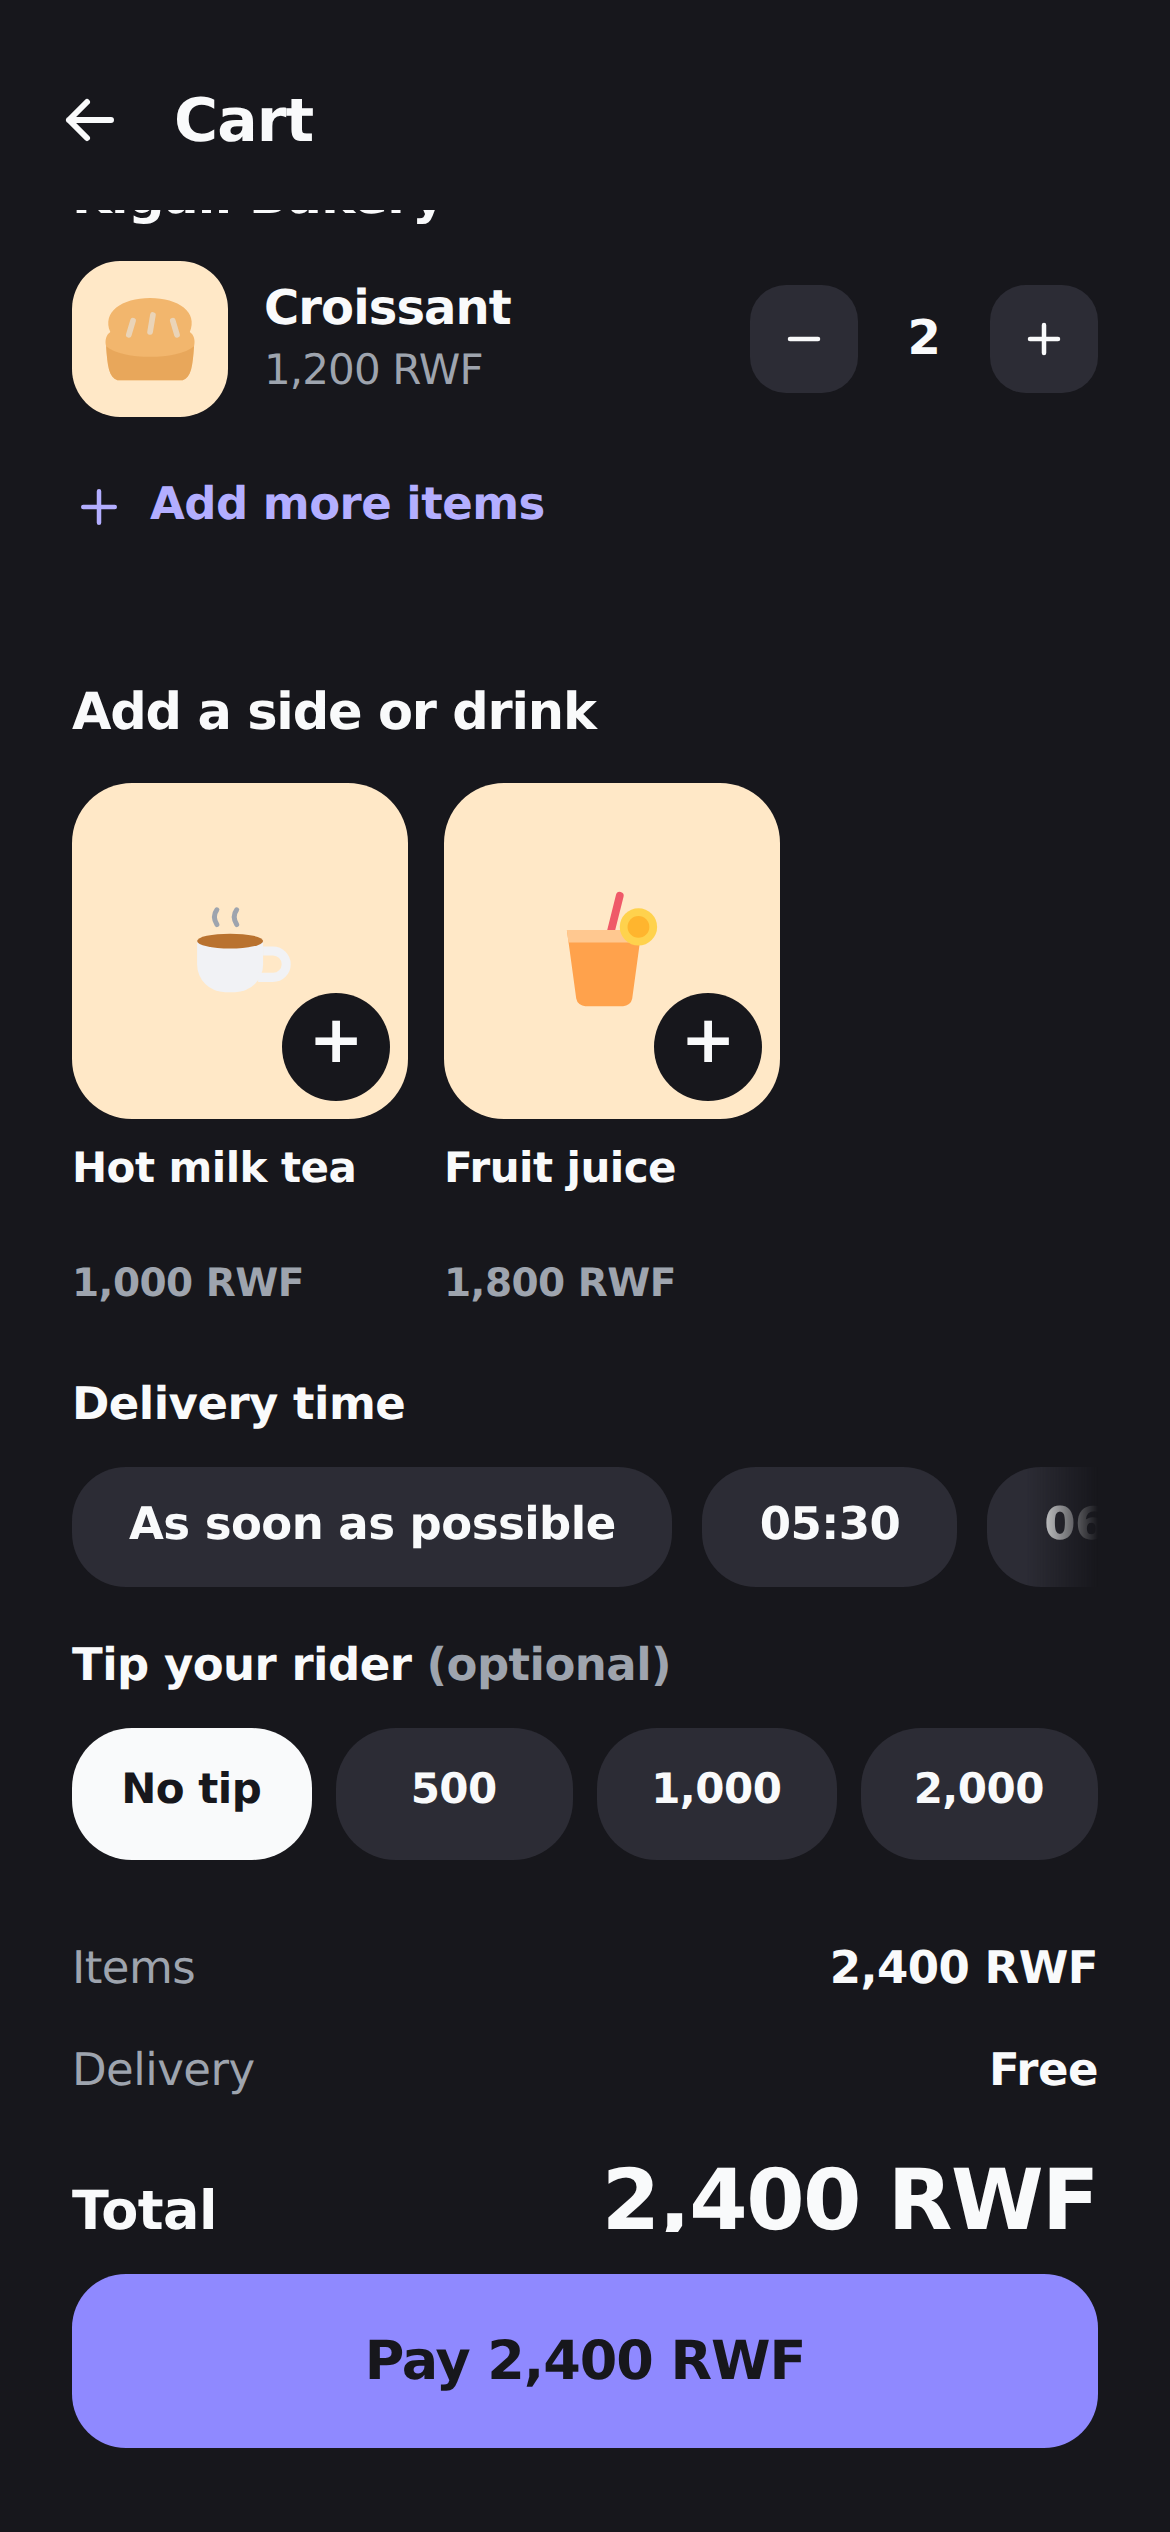 Cart
Croissant
1,200 RWF
2
Add more items
Add a side or drink
Hot milk tea
Fruit juice
1,000 RWF
1,800 RWF
Delivery time
As soon as possible
05:30
Tip your rider (optional)
No tip
500
1,000
2,000
Items
2,400 RWF
Delivery
Free
Total
2,400 RWF
Pay 2,400 RWF